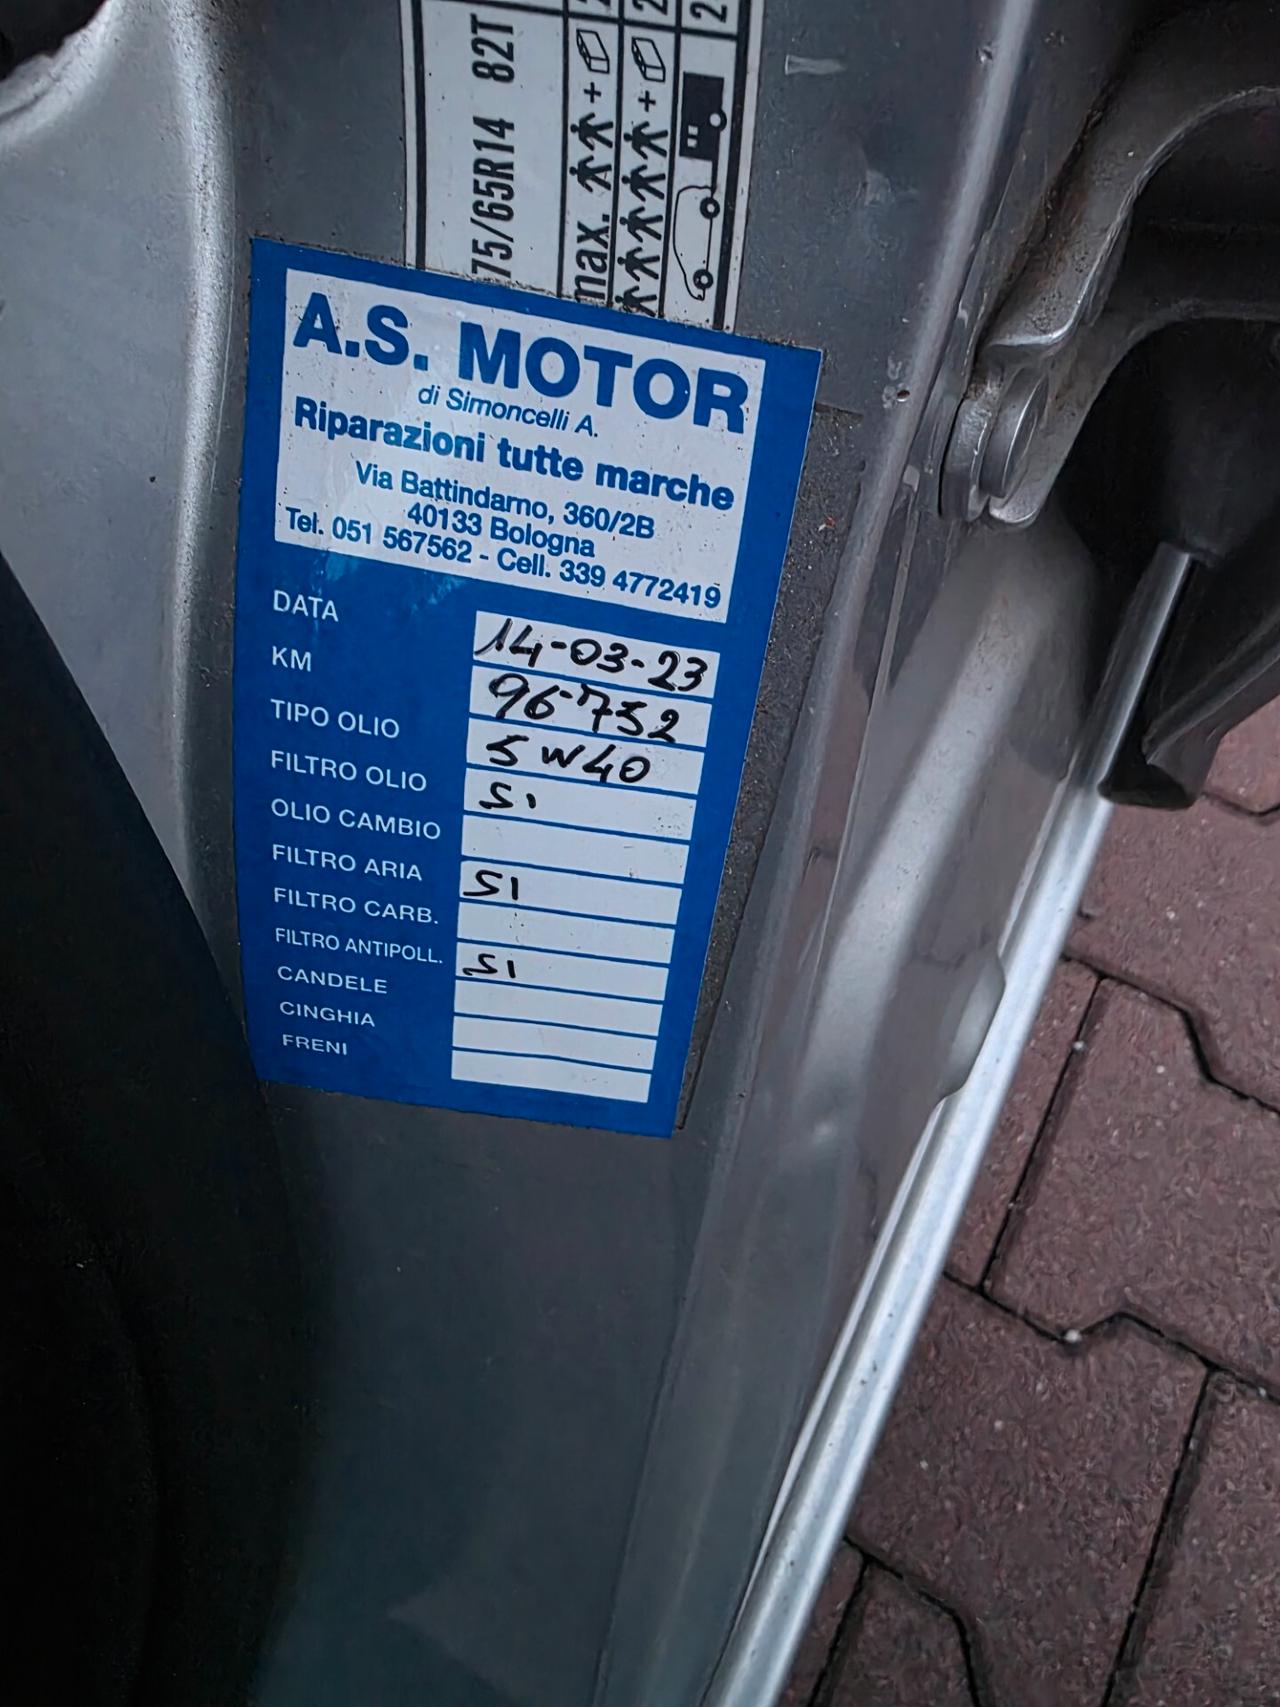 75/65R14 82T
max. +
+
A.S. MOTOR
di Simoncelli A.
Riparazioni tutte marche
Via Battindarno, 360/2B
40133 Bologna
Tel. 051 567562 - Cell. 339 4772419
DATA 14-03-23
KM 96752
TIPO OLIO 5W40
FILTRO OLIO SI
OLIO CAMBIO
FILTRO ARIA SI
FILTRO CARB.
FILTRO ANTIPOLL. SI
CANDELE
CINGHIA
FRENI